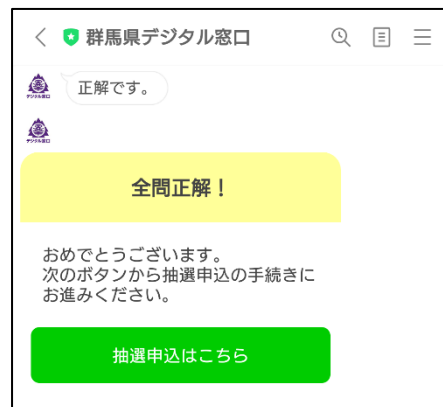 群馬県デジタル窓口
正解です。
デジタル窓口
デジタル窓口
全問正解！
おめでとうございます。
次のボタンから抽選申込の手続きに
お進みください。
抽選申込はこちら